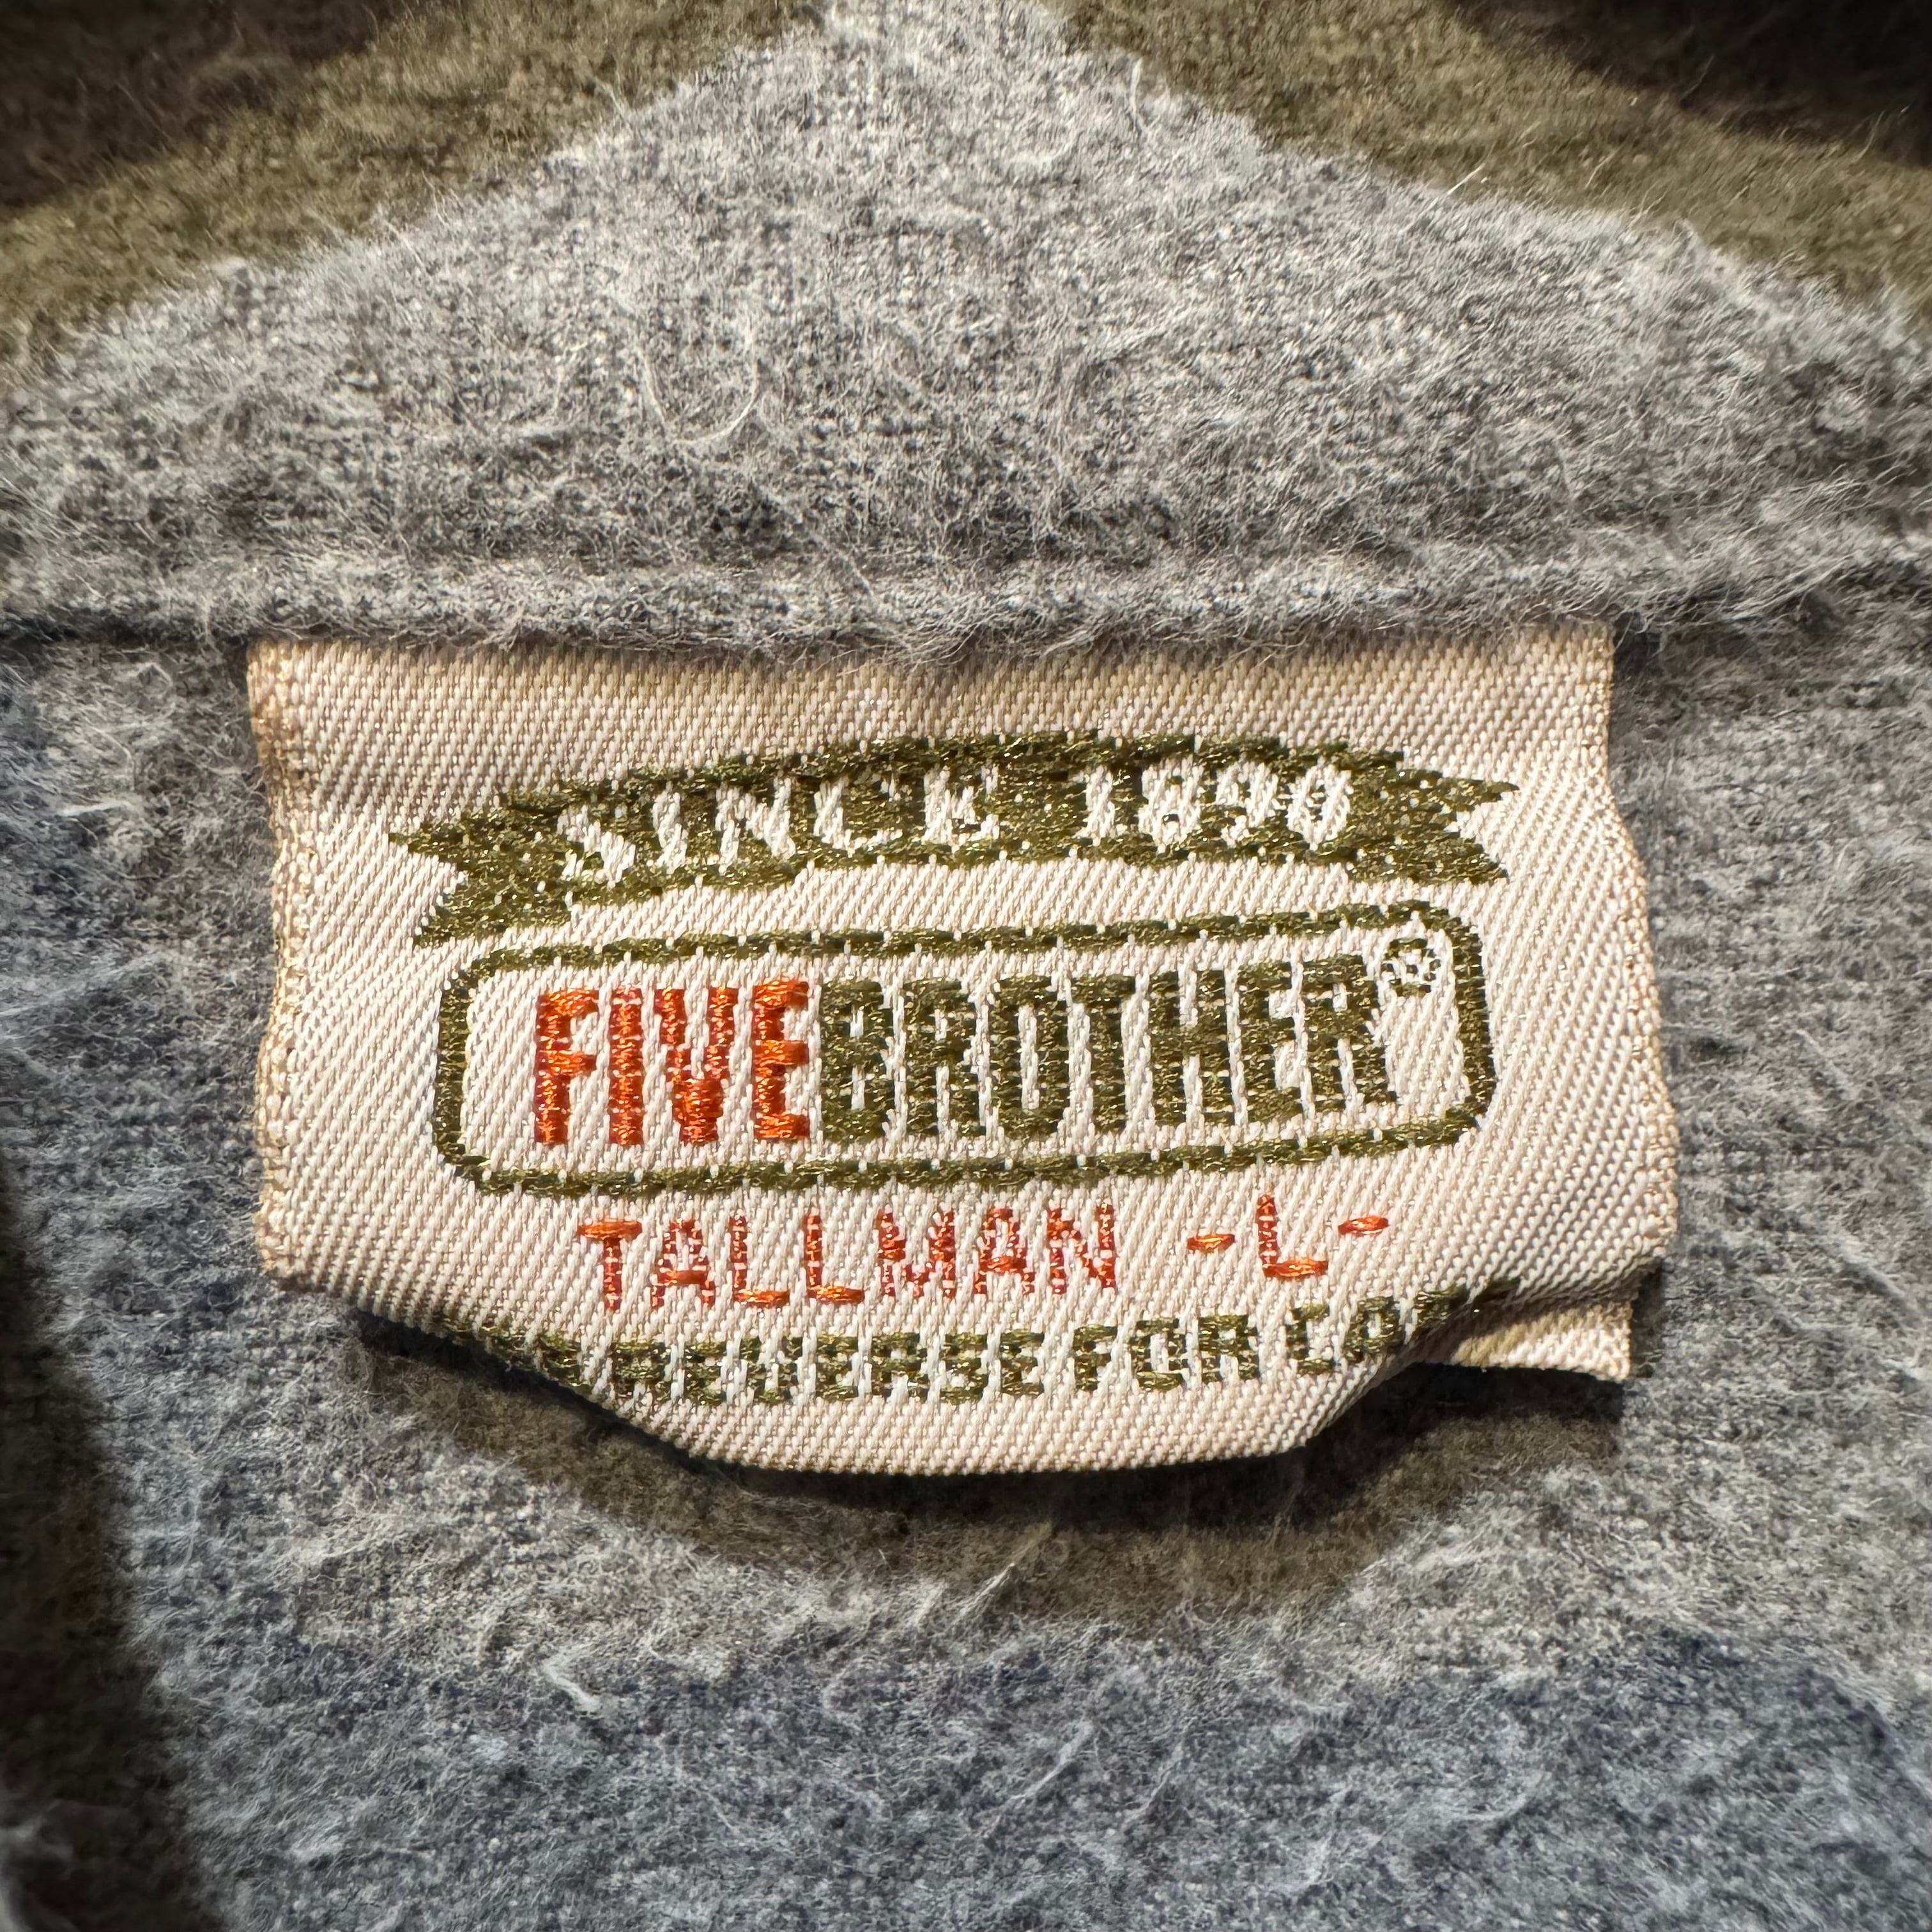 SINCE 1890
FIVEBROTHER®
TALLMAN -L-
REVERSE FOR